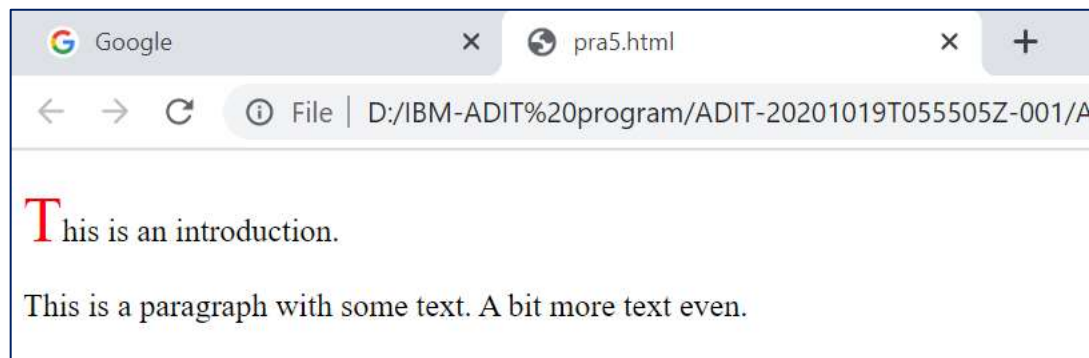 Google
pra5.html
File | D:/IBM-ADIT%20program/ADIT-20201019T055505Z-001/A
This is an introduction.
This is a paragraph with some text. A bit more text even.